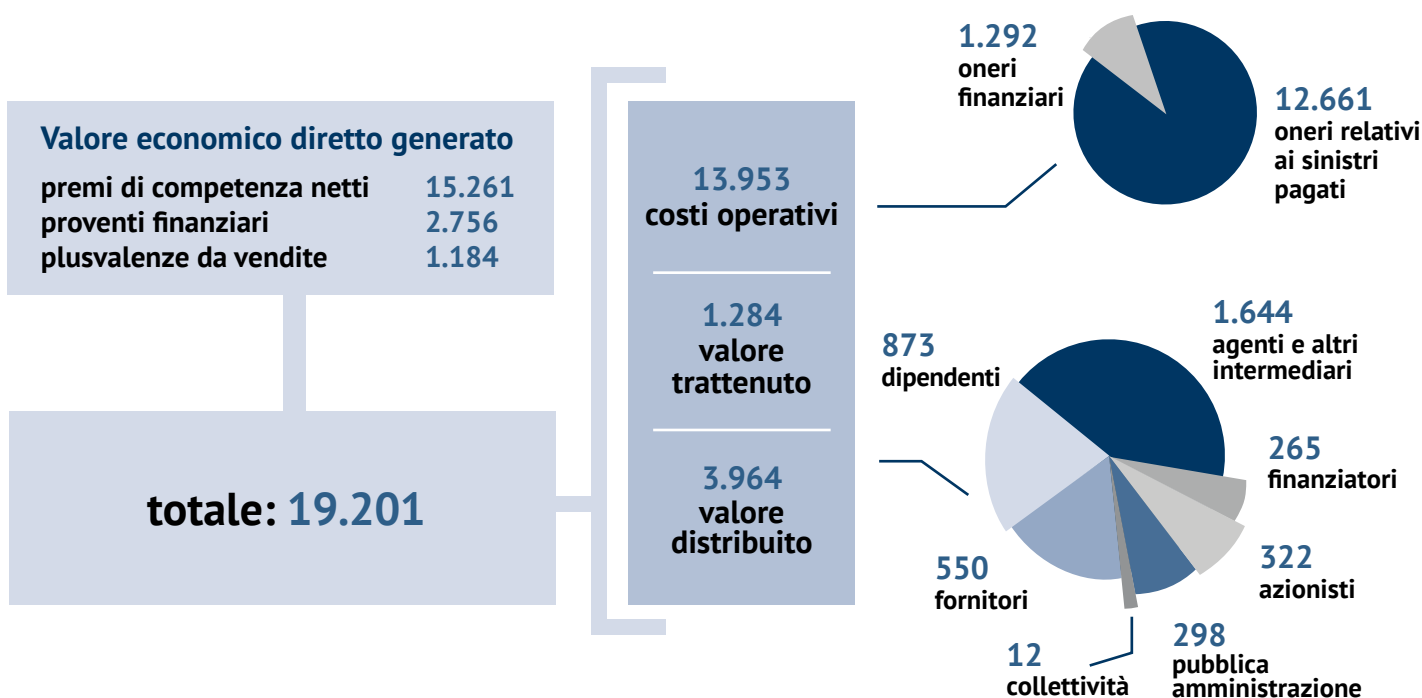 Valore economico diretto generato
premi di competenza netti 15.261
proventi finanziari 2.756
plusvalenze da vendite 1.184
totale: 19.201
13.953
costi operativi
1.284
valore
trattenuto
3.964
valore
distribuito
1.292
oneri
finanziari
12.661
oneri relativi
ai sinistri
pagati
873
dipendenti
1.644
agenti e altri
intermediari
265
finanziatori
322
azionisti
550
fornitori
12
collettività
298
pubblica
amministrazione